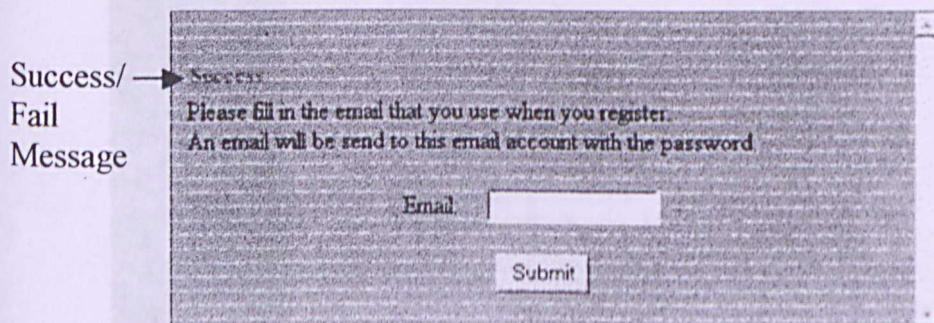 Success/
Fail
Message
Success
Please fill in the email that you use when you register.
An email will be send to this email account with the password
Email
Submit